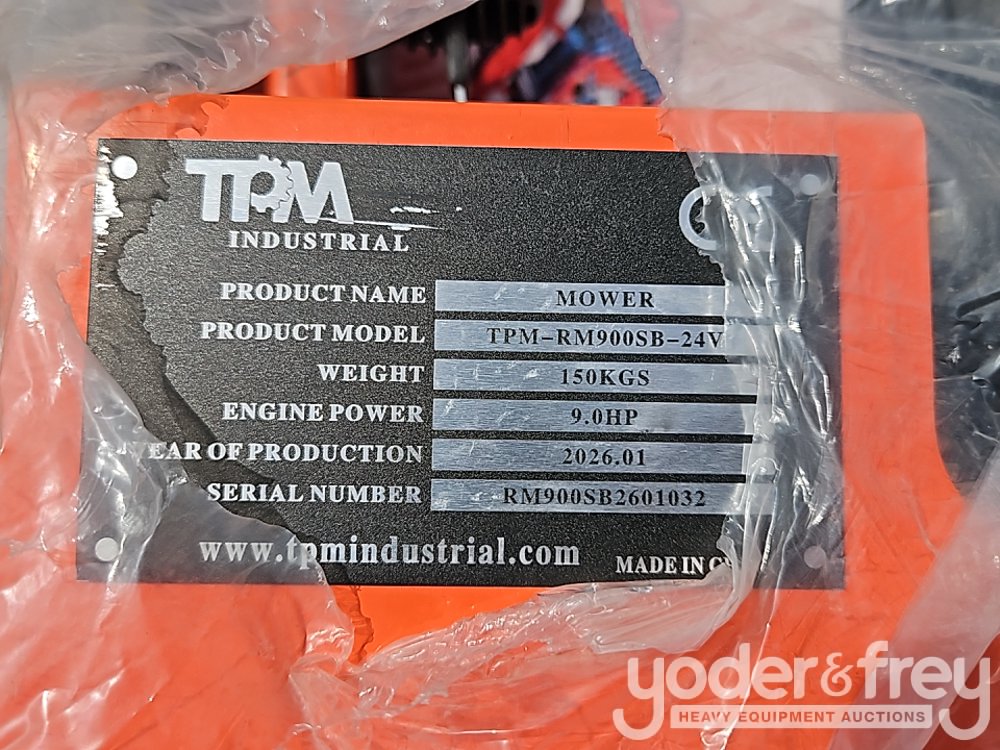 TPM
INDUSTRIAL
CE
PRODUCT NAME MOWER
PRODUCT MODEL TPM-RM900SB-24V
WEIGHT 150KGS
ENGINE POWER 9.0HP
EAR OF PRODUCTION 2026.01
SERIAL NUMBER RM900SB2601032
www.tpmindustrial.com
MADE IN
yoder&frey
HEAVY EQUIPMENT AUCTIONS